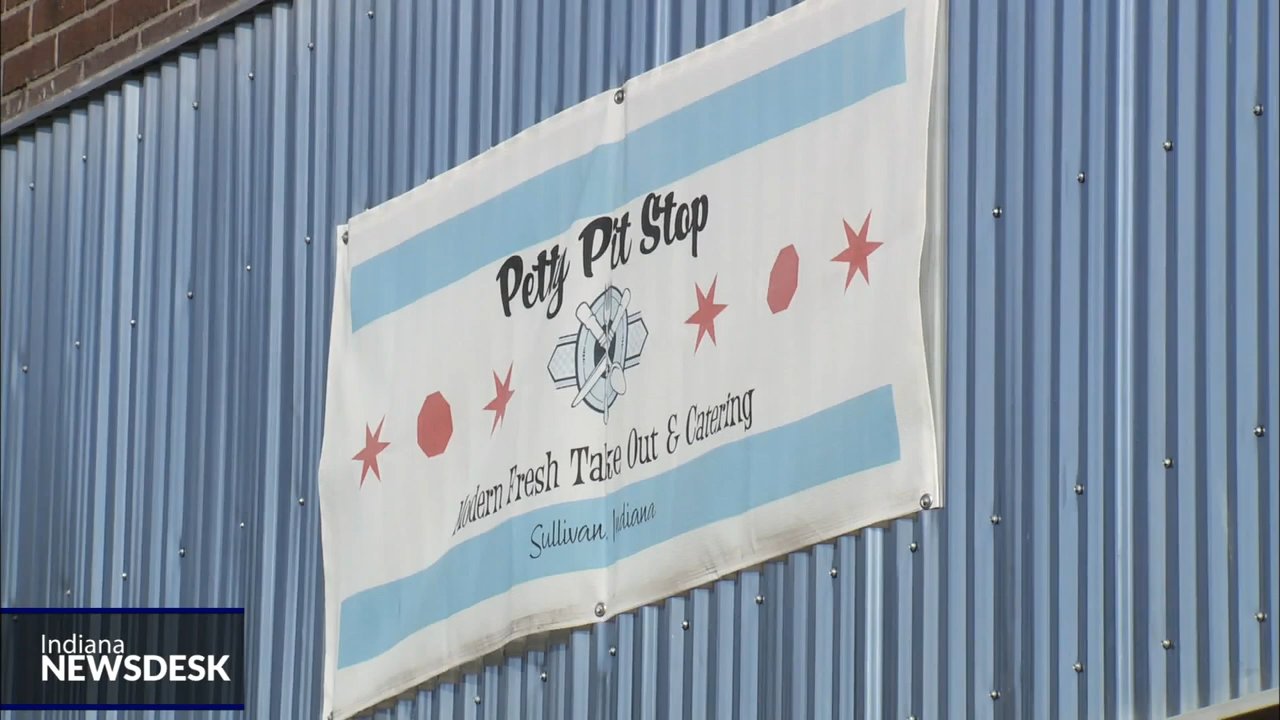 Petty Pit Stop
Modern Fresh Take Out & Catering
Sullivan, Indiana
Indiana
NEWSDESK